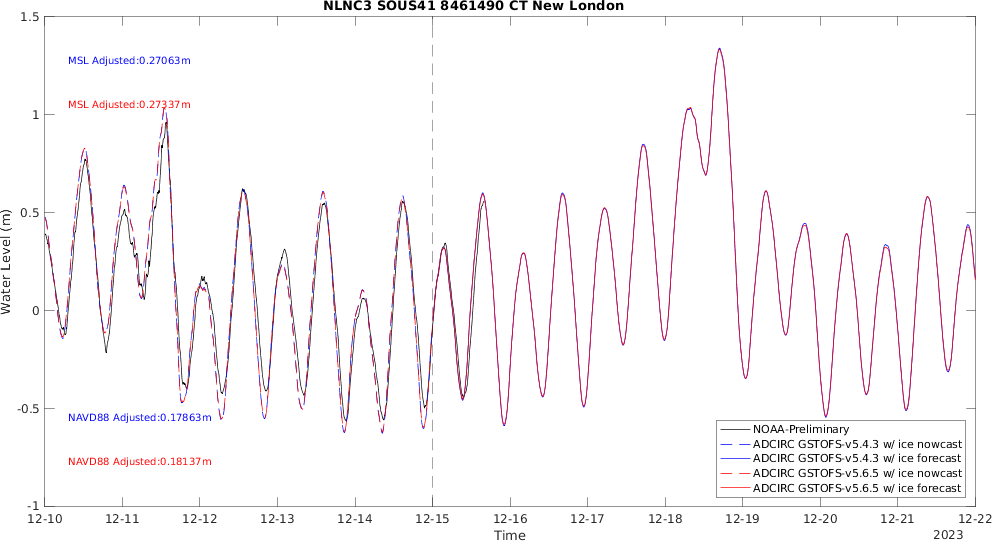 NLNC3 SOUS41 8461490 CT New London
1.5
1
0.5
0
-0.5
-1
Water Level (m)
MSL Adjusted:0.27063m
MSL Adjusted:0.27337m
NAVD88 Adjusted:0.17863m
NAVD88 Adjusted:0.18137m
NOAA-Preliminary
ADCIRC GSTOFS-v5.4.3 w/ ice nowcast
ADCIRC GSTOFS-v5.4.3 w/ ice forecast
ADCIRC GSTOFS-v5.6.5 w/ ice nowcast
ADCIRC GSTOFS-v5.6.5 w/ ice forecast
12-10 12-11 12-12 12-13 12-14 12-15 12-16 12-17 12-18 12-19 12-20 12-21 12-22
Time
2023